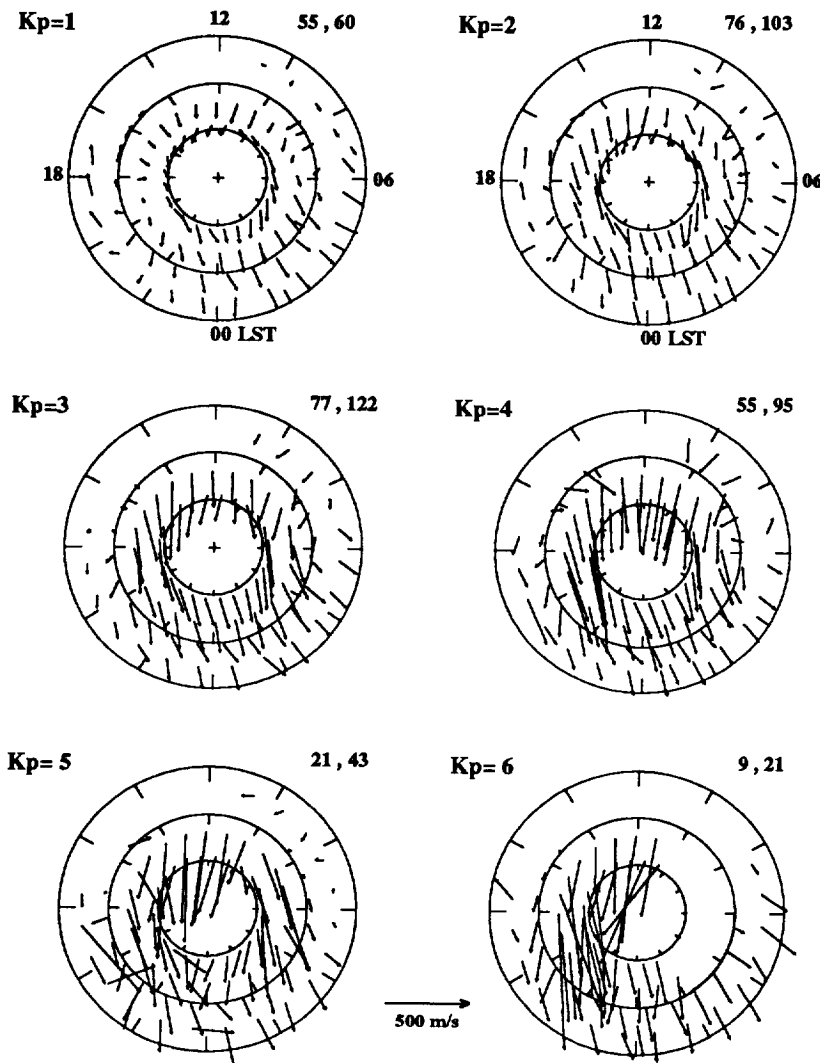 Kp=1 12 55 , 60
18 06
00 LST
Kp=2 12 76 , 103
18 06
00 LST
Kp=3 77 , 122
Kp=4 55 , 95
Kp= 5 21 , 43
Kp= 6 9 , 21
500 m/s